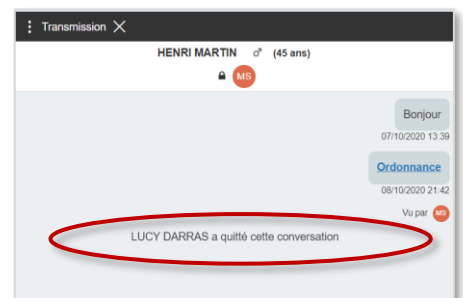 Transmission
HENRI MARTIN ♂ (45 ans)
MS
Bonjour
07/10/2020 13:39
Ordonnance
08/10/2020 21:42
Vu par MS
LUCY DARRAS a quitté cette conversation